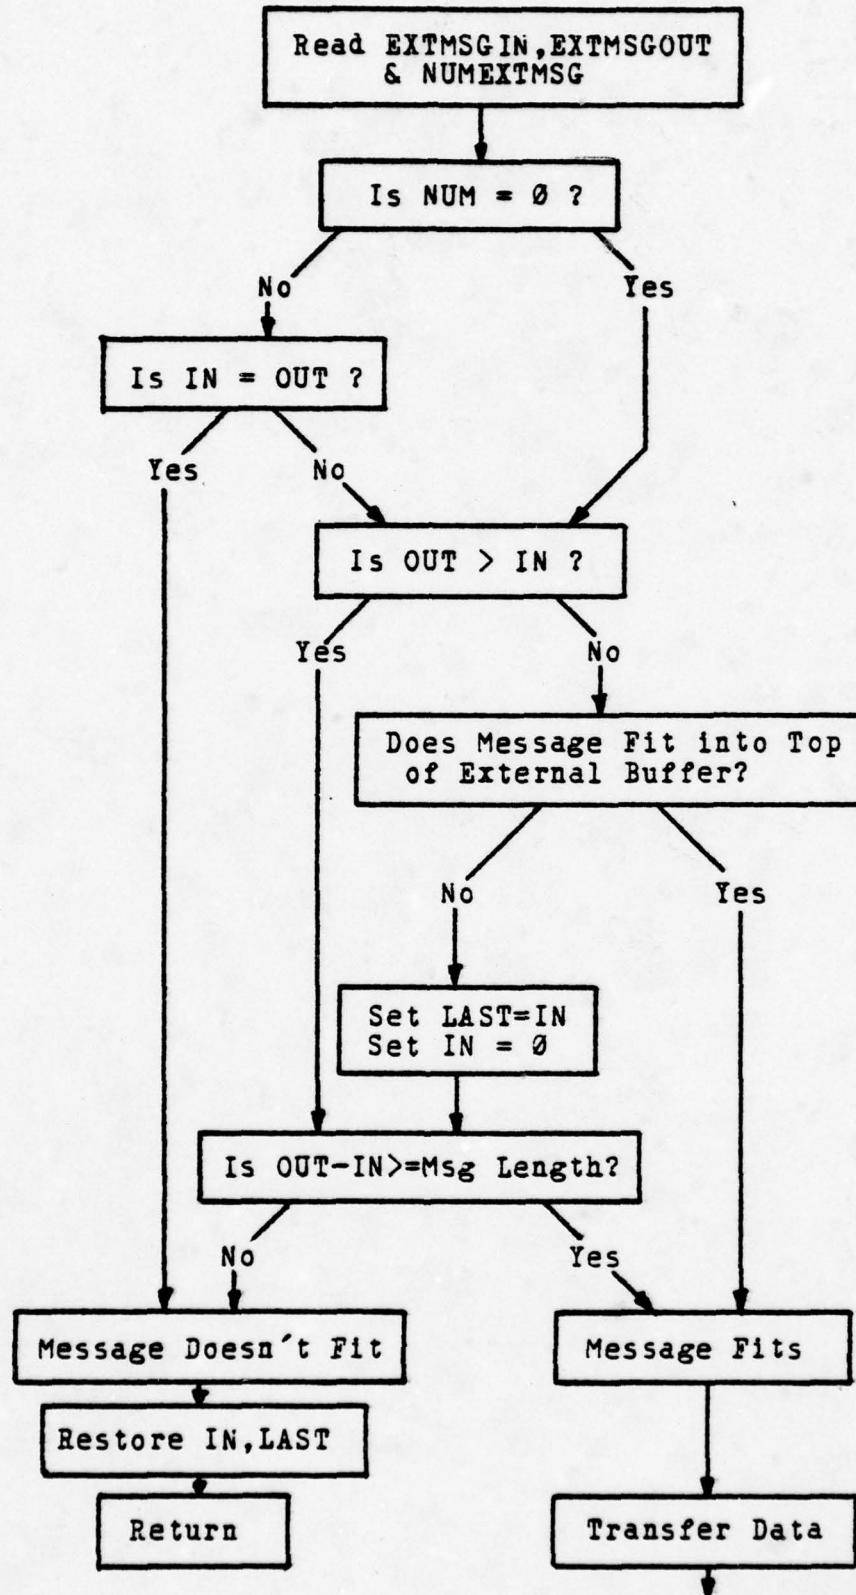 Read EXTMSGIN,EXTMSGOUT
& NUMEXTMSG
Is NUM = Ø ?
No
Yes
Is IN = OUT ?
Yes
No
Is OUT > IN ?
Yes
No
Does Message Fit into Top
of External Buffer?
No
Yes
Set LAST=IN
Set IN = Ø
Is OUT-IN>=Msg Length?
No
Yes
Message Doesn´t Fit
Message Fits
Restore IN,LAST
Return
Transfer Data